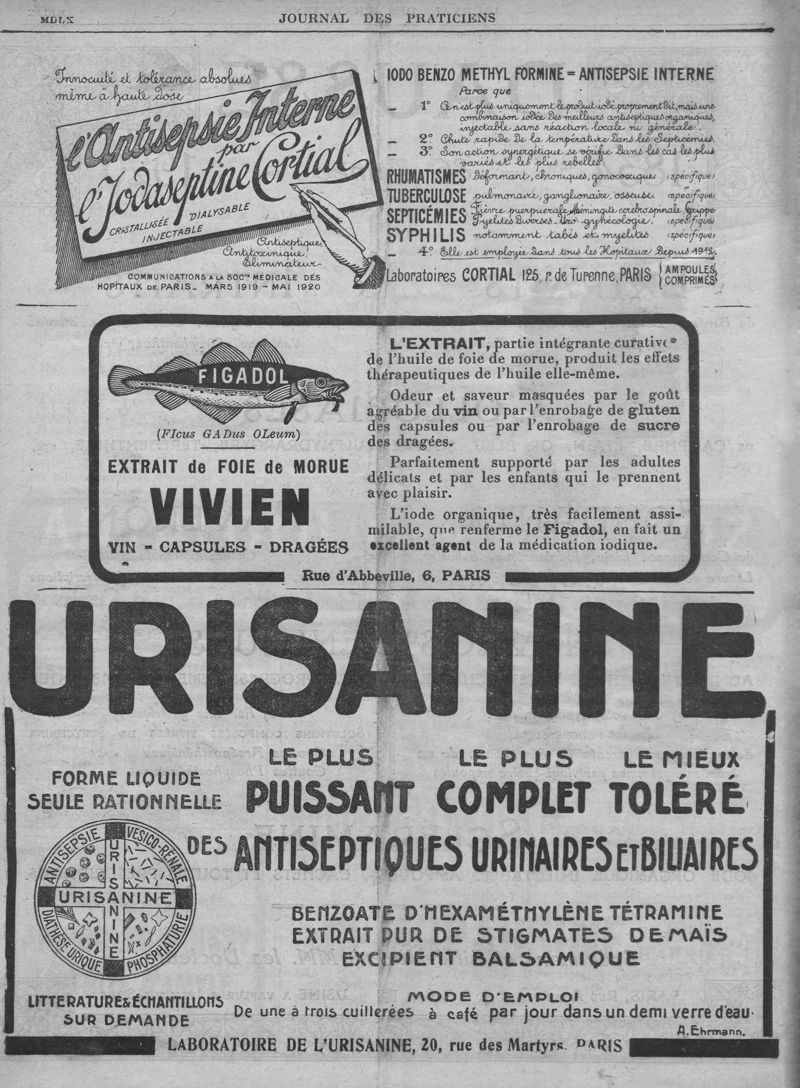 MDLX
JOURNAL DES PRATICIENS
Innocuité et tolérance absolues
même à haute dose
l'Antisepsie Interne
par
l'Iodaseptine Cortial
CRISTALLISÉE DIALYSABLE
INJECTABLE
Antiseptique
Antitoxinique
Éliminateur
COMMUNICATIONS A LA SOCté MEDICALE DES
HOPITAUX DE PARIS_ MARS 1919 - MAI 1920
IODO BENZO METHYL FORMINE = ANTISEPSIE INTERNE
Parce que
_ 1° Ce n'est plus uniquement le produit iodé proprement dit, mais une
combinaison iodée des meilleurs antiseptiques organiques,
injectable sans réaction locale ni générale.
_ 2° Chute rapide de la température dans les Septicémies.
_ 3° Son action synergétique se vérifie dans les cas les plus
variés et les plus rebelles.
RHUMATISMES déformant, chroniques, gonococciques (spécifique)
TUBERCULOSE pulmonaire, ganglionaire, osseuse (spécifique)
SEPTICÉMIES Fièvre puerpuerale, Méningite cerebro spinale, Grippe
Pyelites diverses_ Uro-gynécologie. (spécifique)
SYPHILIS notamment tabés et myelites (spécifique)
_ 4° Elle est employée dans tous les Hopitaux depuis 1912.
Laboratoires CORTIAL 125, r. de Turenne, PARIS {AMPOULES COMPRIMÉS}
FIGADOL
(FIcus GADus OLeum)
EXTRAIT de FOIE de MORUE
VIVIEN
VIN - CAPSULES - DRAGÉES
L'EXTRAIT, partie intégrante curative
de l'huile de foie de morue, produit les effets
thérapeutiques de l'huile elle-même.
Odeur et saveur masquées par le goût
agréable du vin ou par l'enrobage de gluten
des capsules ou par l'enrobage de sucre
des dragées.
Parfaitement supporté par les adultes
délicats et par les enfants qui le prennent
avec plaisir.
L'iode organique, très facilement assi-
milable, que renferme le Figadol, en fait un
excellent agent de la médication iodique.
Rue d'Abbeville, 6, PARIS
URISANINE
FORME LIQUIDE
SEULE RATIONNELLE
LE PLUS LE PLUS LE MIEUX
PUISSANT COMPLET TOLÉRÉ
DES ANTISEPTIQUES URINAIRES ET BILIAIRES
ANTISEPSIE VESICO-RÉNALE
URISANINE
URISANINE
DIATHÈSE URIQUE PHOSPHATURIE
BENZOATE D'HEXAMÉTHYLÈNE TÉTRAMINE
EXTRAIT PUR DE STIGMATES DE MAÏS
EXCIPIENT BALSAMIQUE
LITTÉRATURE & ÉCHANTILLONS
SUR DEMANDE
MODE D'EMPLOI
De une à trois cuillerées à café par jour dans un demi verre d'eau.
A. Ehrmann.
LABORATOIRE DE L'URISANINE, 20, rue des Martyrs. PARIS